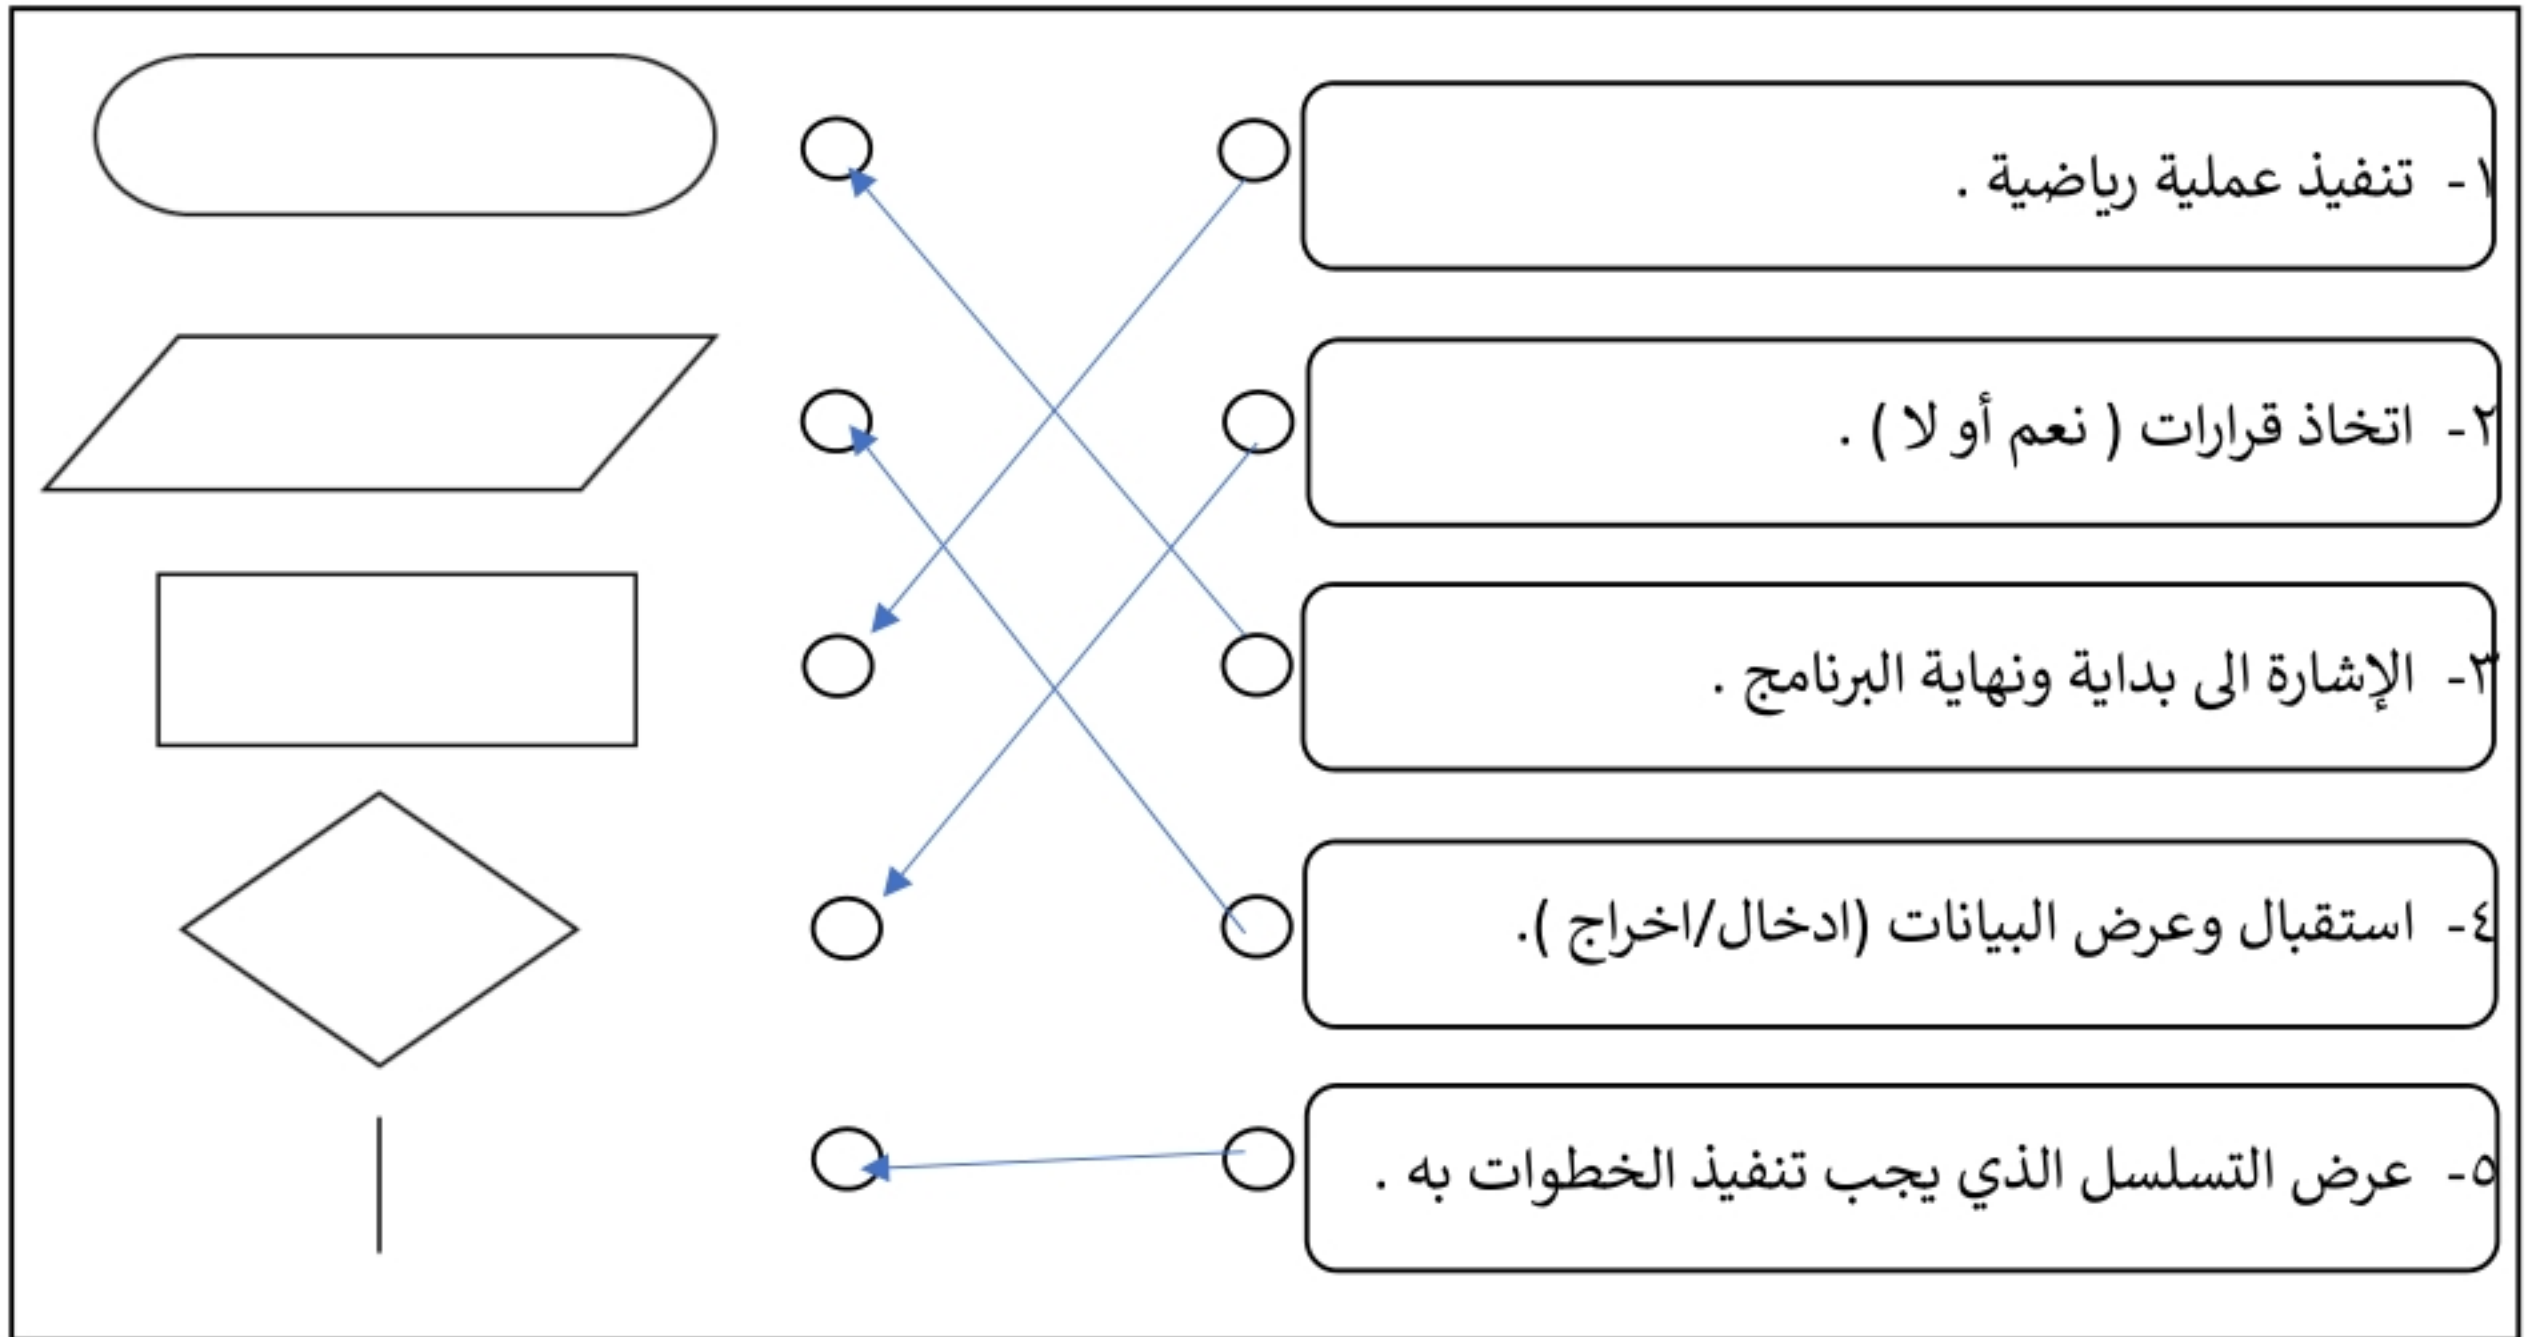 ١- تنفيذ عملية رياضية .
٢- اتخاذ قرارات ( نعم أو لا ) .
٣- الإشارة الى بداية ونهاية البرنامج .
٤- استقبال وعرض البيانات (ادخال/اخراج ).
٥- عرض التسلسل الذي يجب تنفيذ الخطوات به .